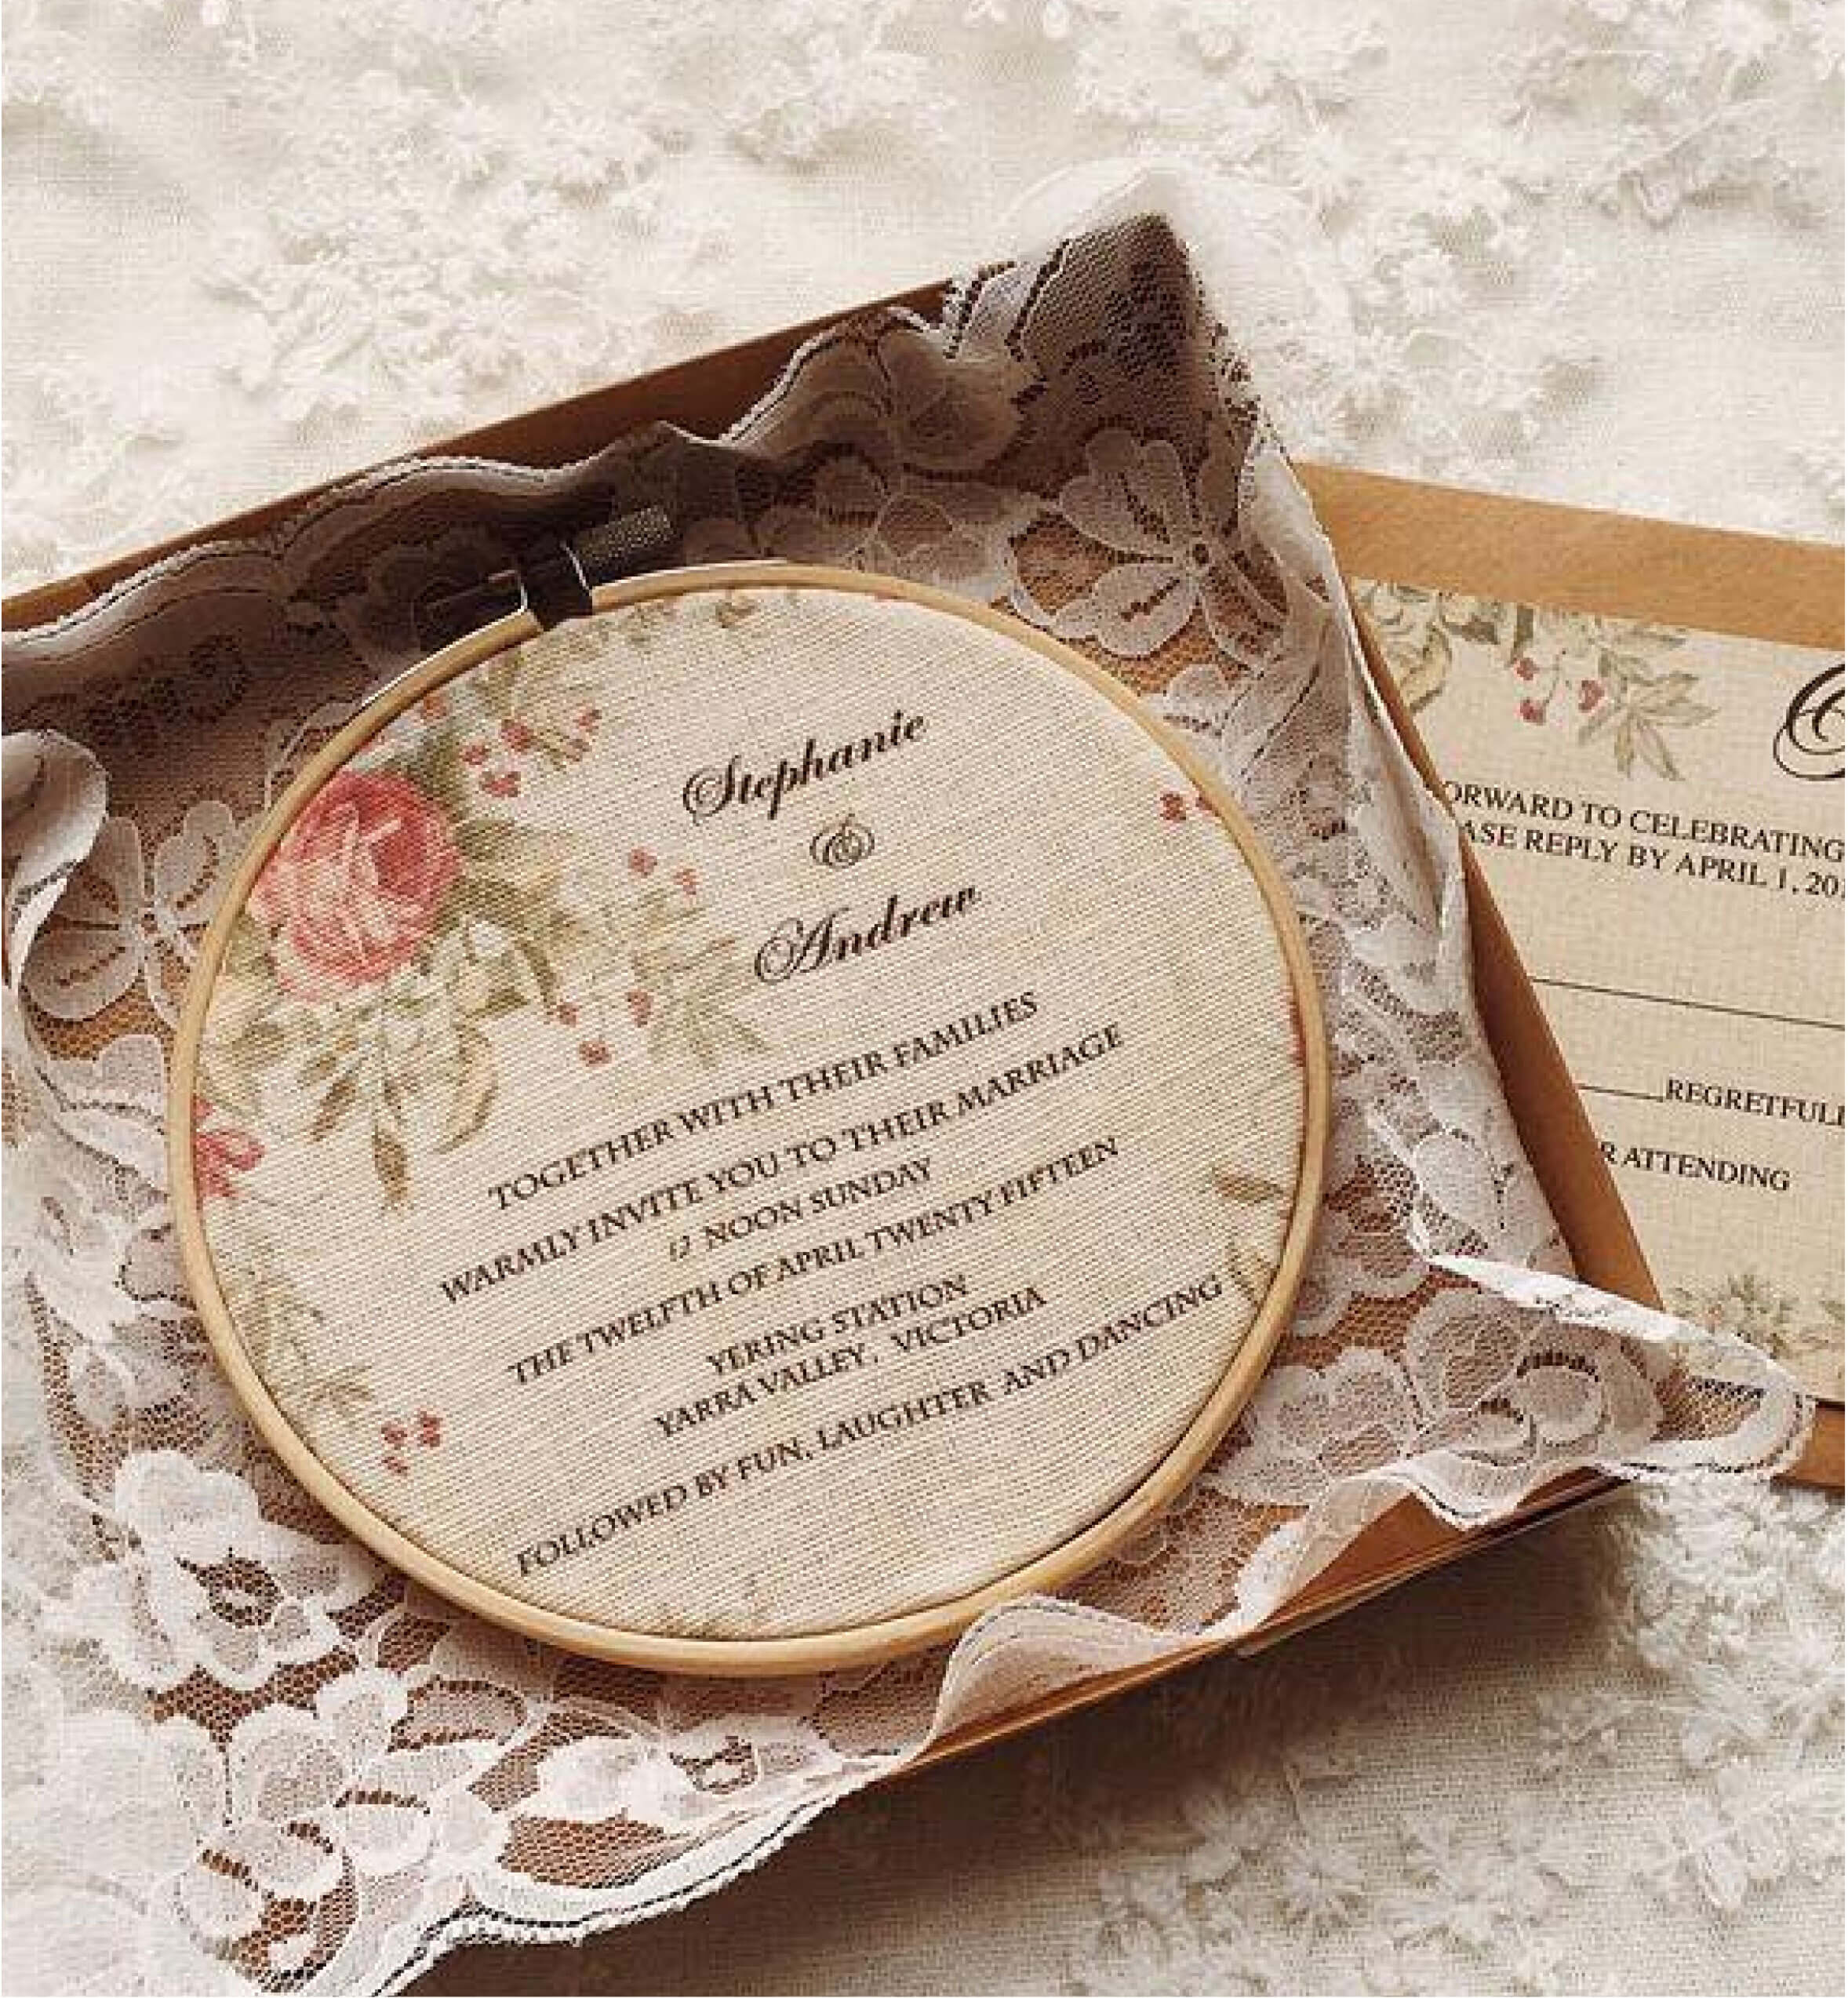 Stephanie
&
Andrew
TOGETHER WITH THEIR FAMILIES
WARMLY INVITE YOU TO THEIR MARRIAGE
12 NOON SUNDAY
THE TWELFTH OF APRIL TWENTY FIFTEEN
YERING STATION
YARRA VALLEY, VICTORIA
FOLLOWED BY FUN, LAUGHTER AND DANCING
ORWARD TO CELEBRATING
ASE REPLY BY APRIL 1, 20
REGRETFULL
R ATTENDING